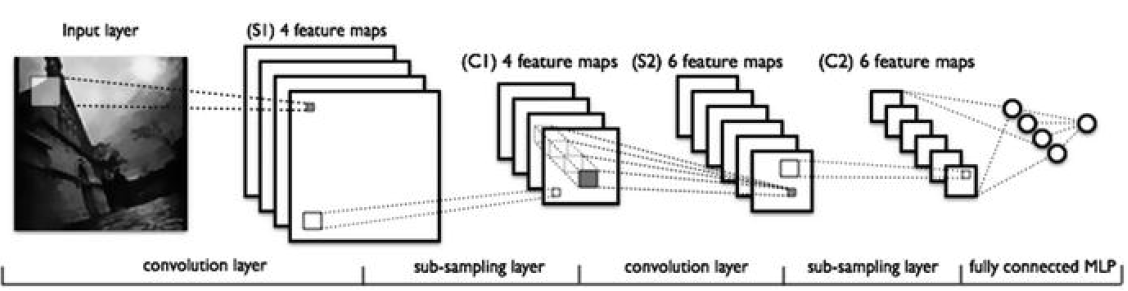 Input layer
(S1) 4 feature maps
(C1) 4 feature maps
(S2) 6 feature maps
(C2) 6 feature maps
convolution layer
sub-sampling layer
convolution layer
sub-sampling layer
fully connected MLP